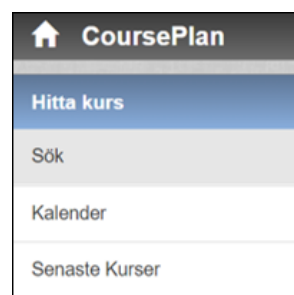 CoursePlan
Hitta kurs
Sök
Kalender
Senaste Kurser